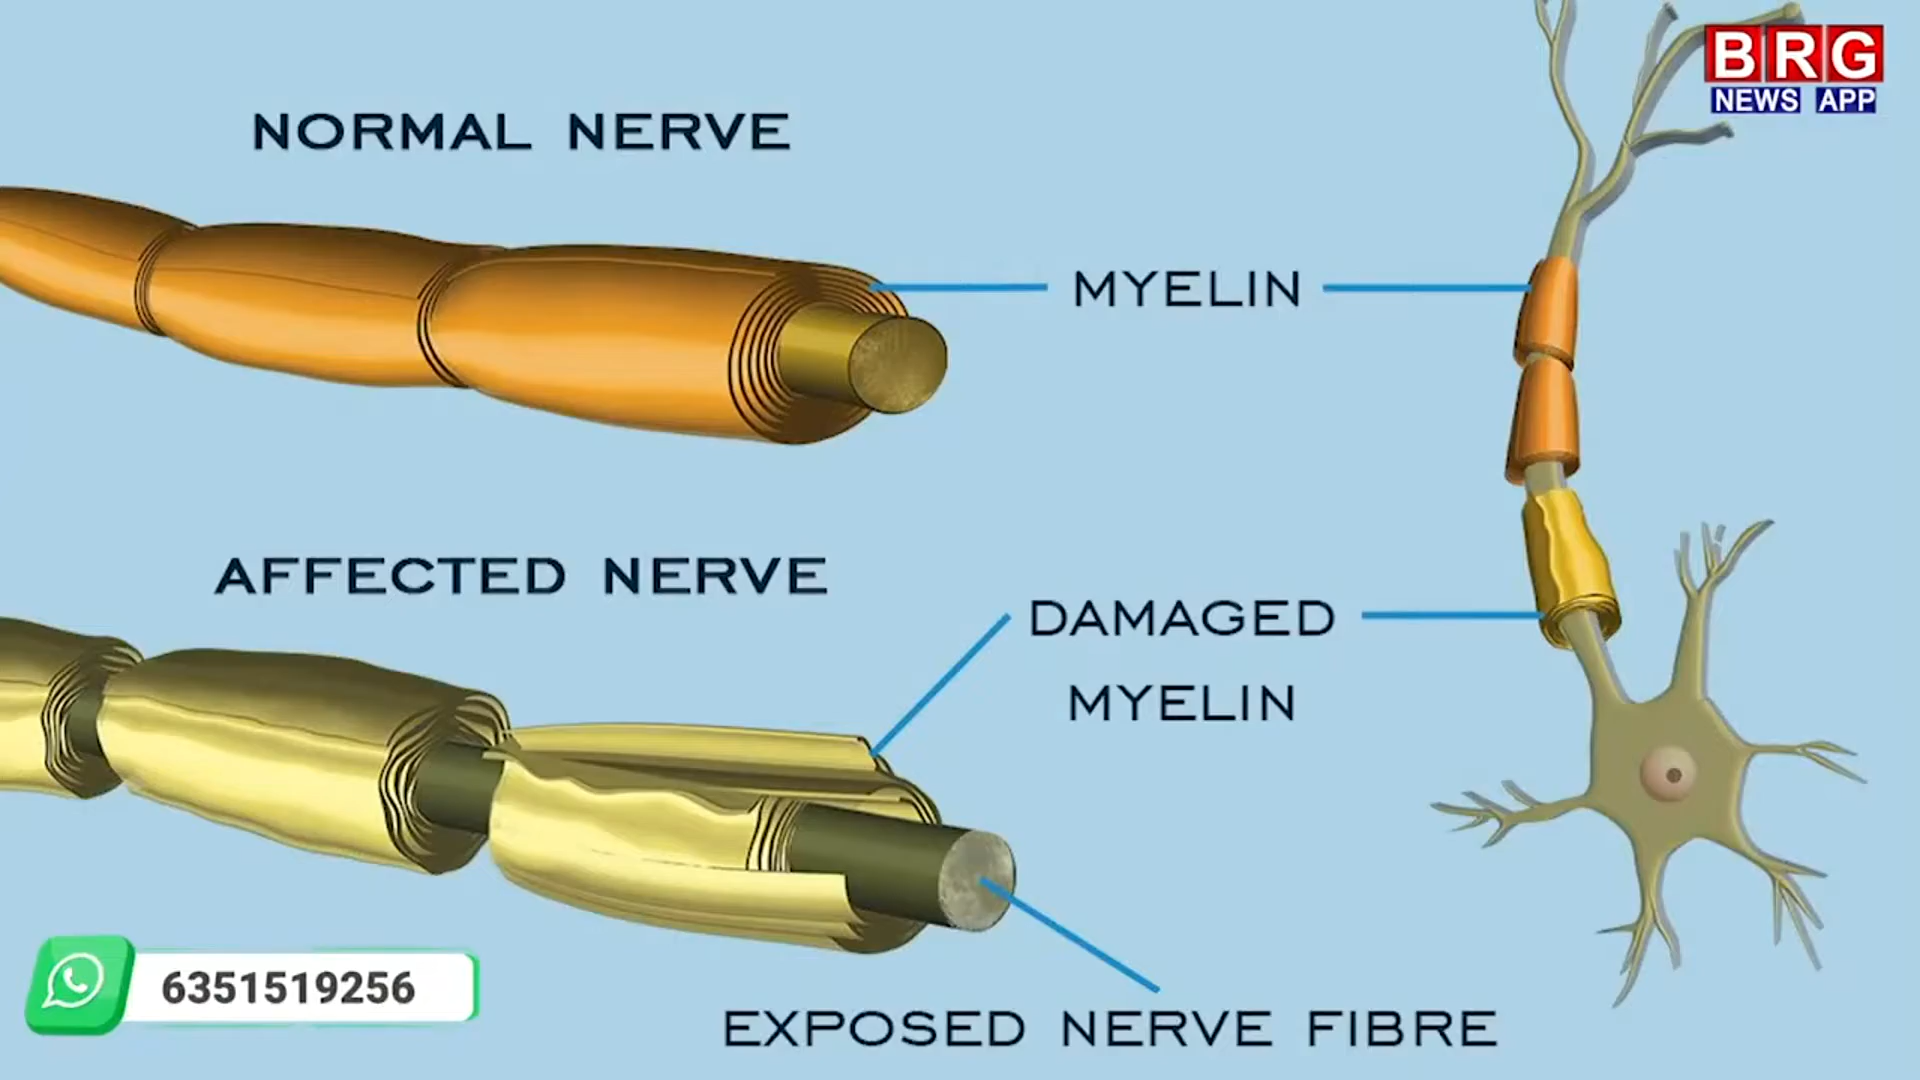 BRG
NEWS APP
NORMAL NERVE
MYELIN
AFFECTED NERVE
DAMAGED
MYELIN
6351519256
EXPOSED NERVE FIBRE